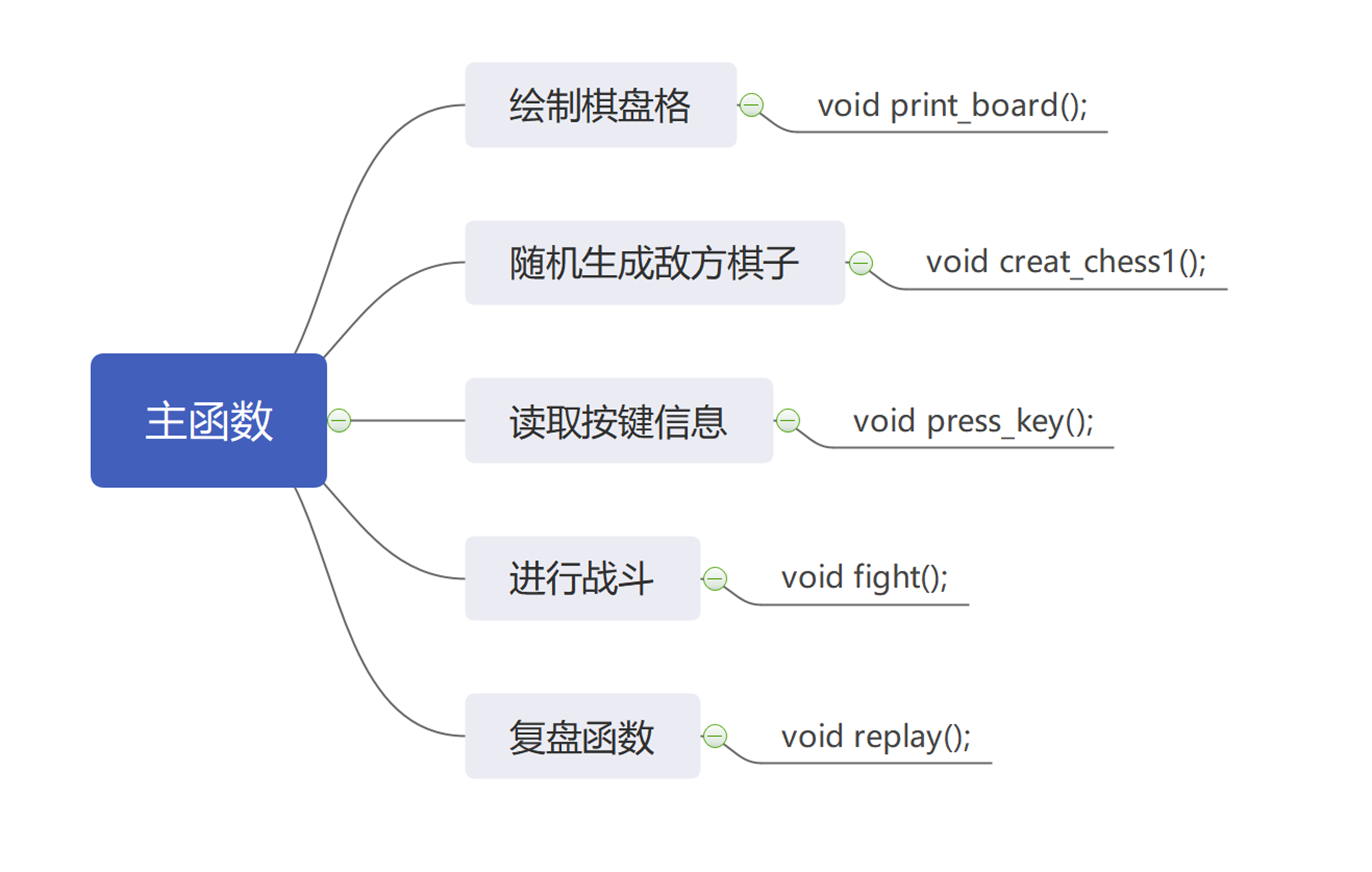 绘制棋盘格
void print_board();
随机生成敌方棋子
void creat_chess1();
主函数
读取按键信息
void press_key();
进行战斗
void fight();
复盘函数
void replay();